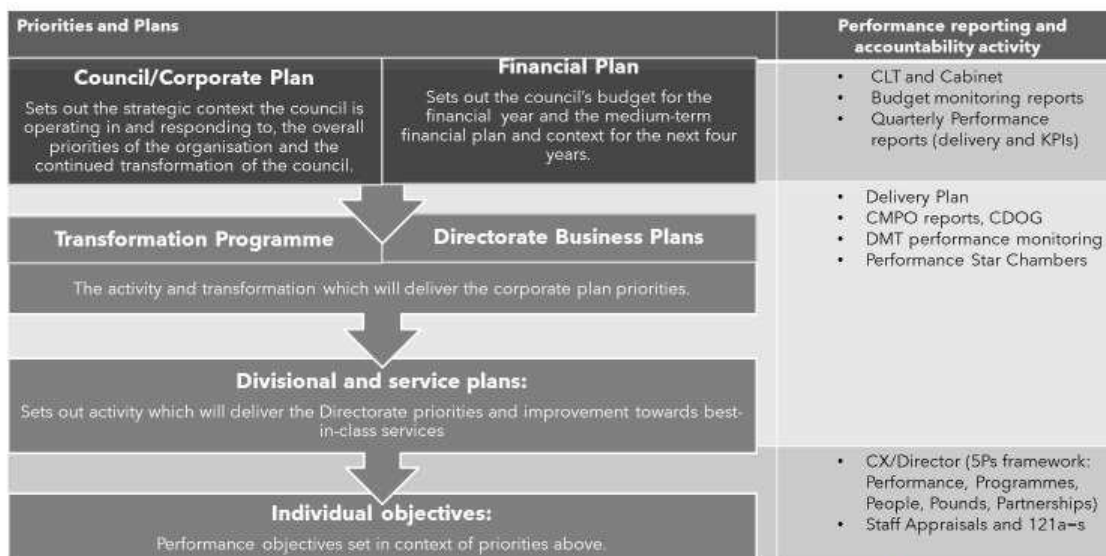 Priorities and Plans
Performance reporting and
accountability activity
Council/Corporate Plan
Sets out the strategic context the council is
operating in and responding to, the overall
priorities of the organisation and the
continued transformation of the council.
Financial Plan
Sets out the council's budget for the
financial year and the medium-term
financial plan and context for the next four
years.
• CLT and Cabinet
• Budget monitoring reports
• Quarterly Performance
reports (delivery and KPIs)
Transformation Programme
Directorate Business Plans
The activity and transformation which will deliver the corporate plan priorities.
• Delivery Plan
• CMPO reports, CDOG
• DMT performance monitoring
• Performance Star Chambers
Divisional and service plans:
Sets out activity which will deliver the Directorate priorities and improvement towards best-
in-class services
Individual objectives:
Performance objectives set in context of priorities above.
• CX/Director (5Ps framework:
Performance, Programmes,
People, Pounds, Partnerships)
• Staff Appraisals and 121a=s